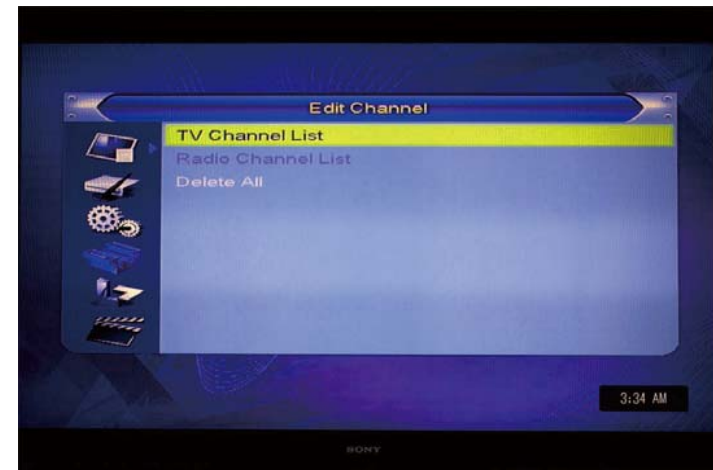 Edit Channel
TV Channel List
Radio Channel List
Delete All
3:34 AM
SONY